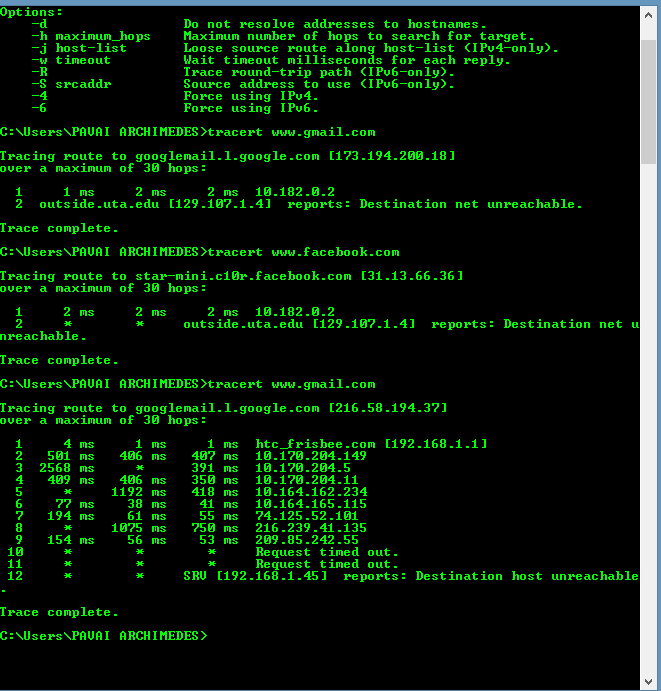 Options:
    -d                 Do not resolve addresses to hostnames.
    -h maximum_hops    Maximum number of hops to search for target.
    -j host-list       Loose source route along host-list (IPv4-only).
    -w timeout         Wait timeout milliseconds for each reply.
    -R                 Trace round-trip path (IPv6-only).
    -S srcaddr         Source address to use (IPv6-only).
    -4                 Force using IPv4.
    -6                 Force using IPv6.
C:\Users\PAVAI ARCHIMEDES>tracert www.gmail.com
Tracing route to googlemail.l.google.com [173.194.200.18]
over a maximum of 30 hops:
  1     1 ms     2 ms     2 ms  10.182.0.2
  2  outside.uta.edu [129.107.1.4]  reports: Destination net unreachable.
Trace complete.
C:\Users\PAVAI ARCHIMEDES>tracert www.facebook.com
Tracing route to star-mini.c10r.facebook.com [31.13.66.36]
over a maximum of 30 hops:
  1     2 ms     2 ms     2 ms  10.182.0.2
  2     *        *     outside.uta.edu [129.107.1.4]  reports: Destination net u
nreachable.
Trace complete.
C:\Users\PAVAI ARCHIMEDES>tracert www.gmail.com
Tracing route to googlemail.l.google.com [216.58.194.37]
over a maximum of 30 hops:
  1     4 ms     1 ms     1 ms  htc_frisbee.com [192.168.1.1]
  2   501 ms   406 ms   407 ms  10.170.204.149
  3  2568 ms     *      391 ms  10.170.204.5
  4   409 ms   406 ms   350 ms  10.170.204.11
  5     *     1192 ms   418 ms  10.164.162.234
  6    77 ms    38 ms    41 ms  10.164.165.115
  7   194 ms    61 ms    55 ms  74.125.52.101
  8     *     1075 ms   750 ms  216.239.41.135
  9   154 ms    56 ms    53 ms  209.85.242.55
 10     *        *        *     Request timed out.
 11     *        *        *     Request timed out.
 12     *        *     SRV [192.168.1.45]  reports: Destination host unreachable
.
Trace complete.
C:\Users\PAVAI ARCHIMEDES>